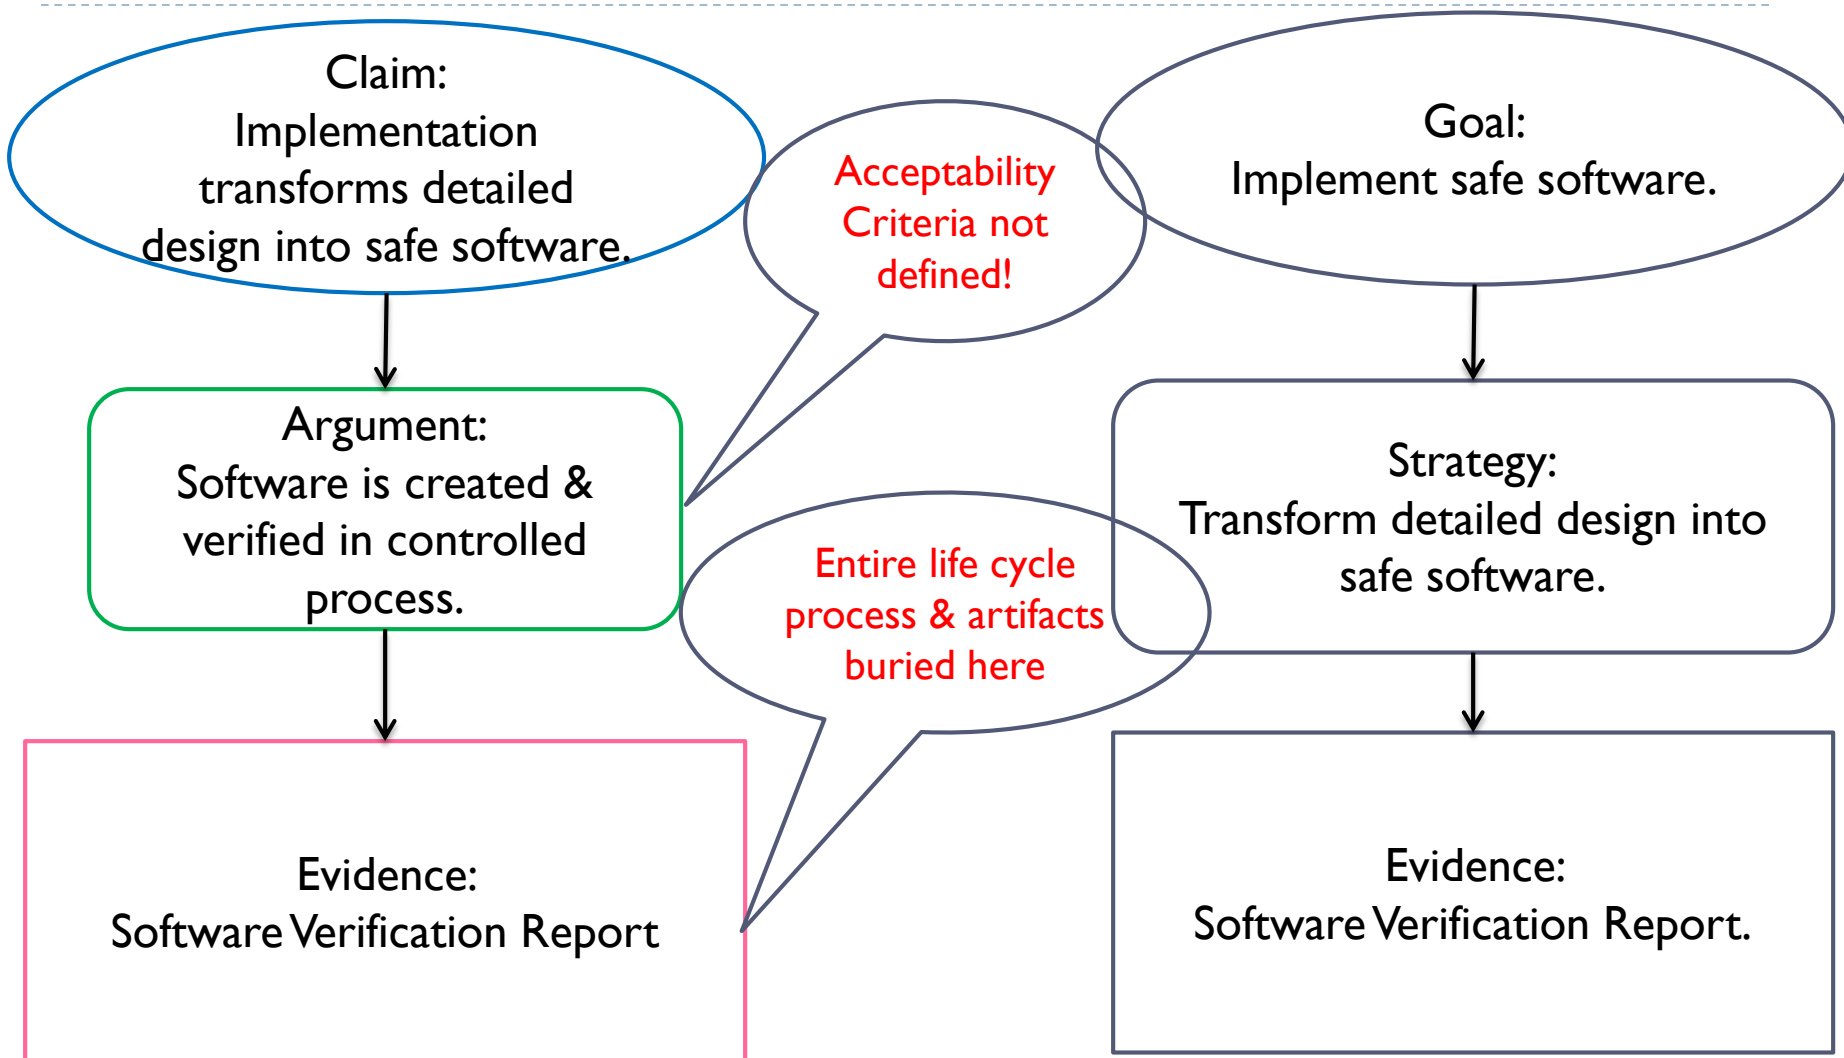 Claim:
Implementation
transforms detailed
design into safe software.
Acceptability
Criteria not
defined!
Goal:
Implement safe software.
Argument:
Software is created &
verified in controlled
process.
Entire life cycle
process & artifacts
buried here
Strategy:
Transform detailed design into
safe software.
Evidence:
Software Verification Report
Evidence:
Software Verification Report.